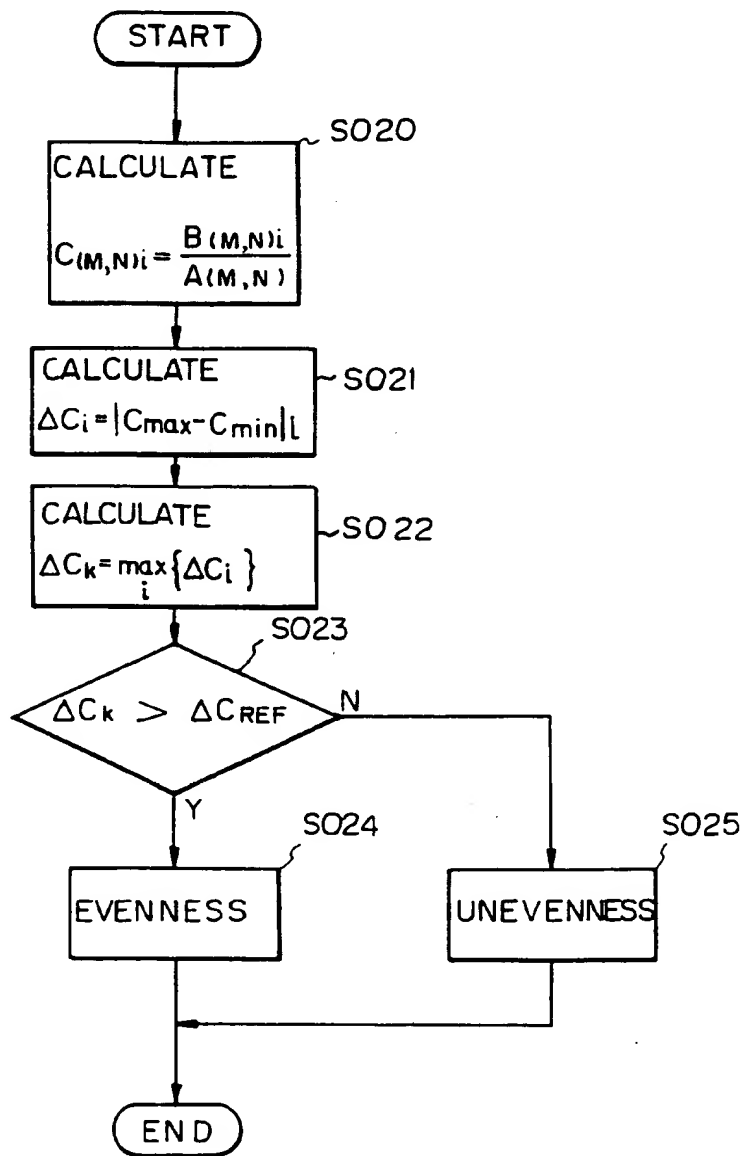 START
S020
CALCULATE
C(M,N)i = B(M,N)i / A(M,N)
CALCULATE
S021
ΔCi = |Cmax - Cmin|i
CALCULATE
S022
ΔCk = max i {ΔCi}
S023
ΔCk > ΔCREF
N
Y
S024
S025
EVENNESS
UNEVENNESS
END